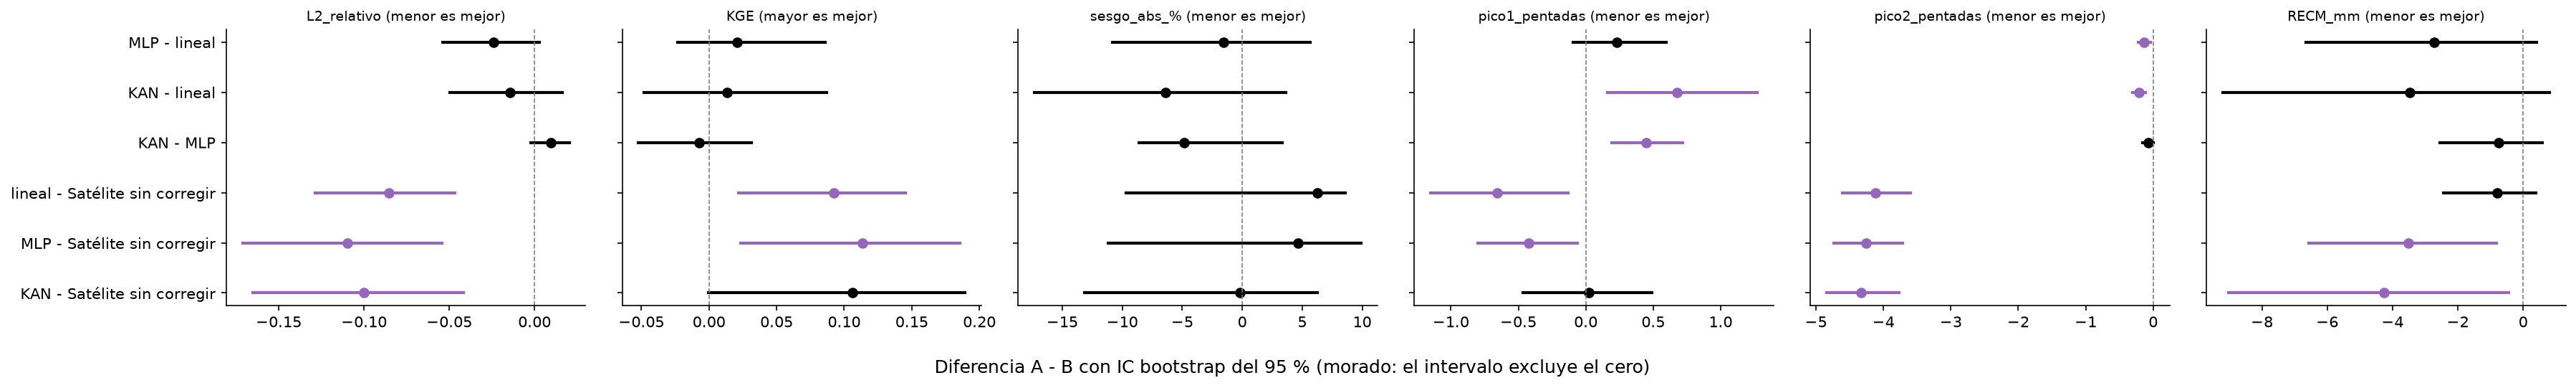 L2_relativo (menor es mejor)
KGE (mayor es mejor)
sesgo_abs_% (menor es mejor)
pico1_pentadas (menor es mejor)
pico2_pentadas (menor es mejor)
RECM_mm (menor es mejor)
MLP - lineal
KAN - lineal
KAN - MLP
lineal - Satélite sin corregir
MLP - Satélite sin corregir
KAN - Satélite sin corregir
−0.15 −0.10 −0.05 0.00
−0.05 0.00 0.05 0.10 0.15 0.20
−15 −10 −5 0 5 10
−1.0 −0.5 0.0 0.5 1.0
−5 −4 −3 −2 −1 0
−8 −6 −4 −2 0
Diferencia A - B con IC bootstrap del 95 % (morado: el intervalo excluye el cero)